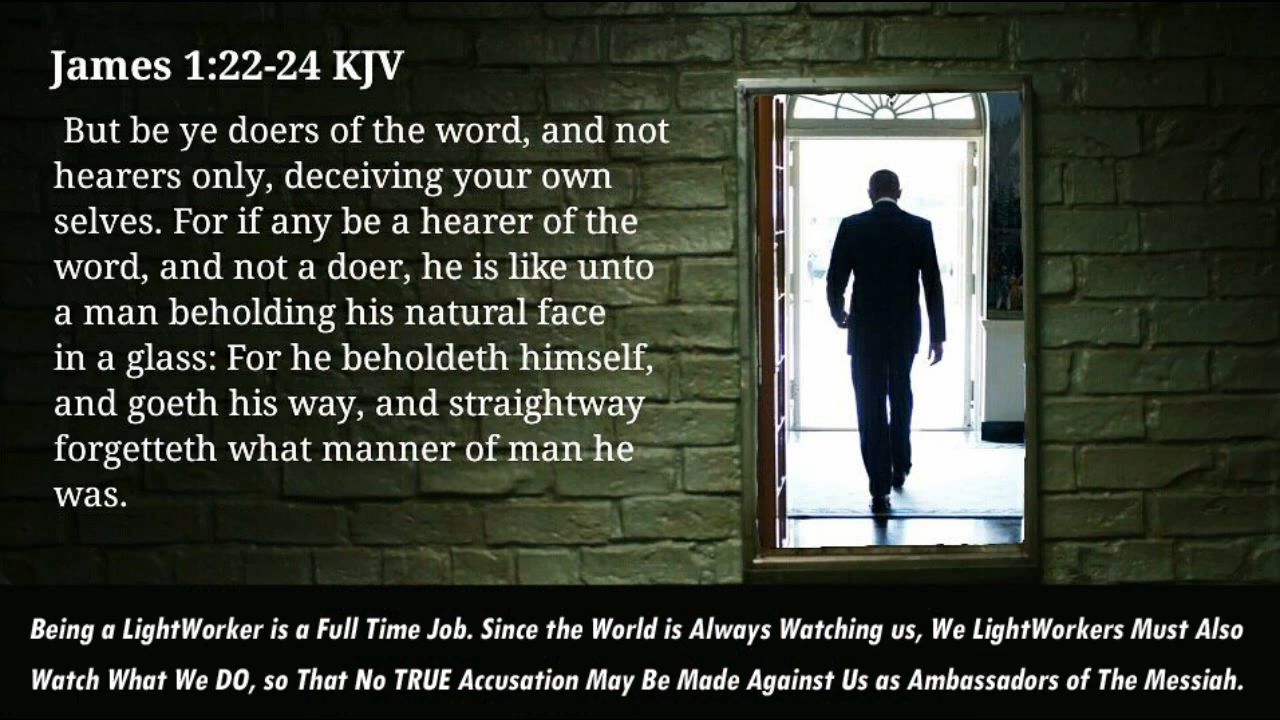 James 1:22-24 KJV
But be ye doers of the word, and not
hearers only, deceiving your own
selves. For if any be a hearer of the
word, and not a doer, he is like unto
a man beholding his natural face
in a glass: For he beholdeth himself,
and goeth his way, and straightway
forgetteth what manner of man he
was.
Being a LightWorker is a Full Time Job. Since the World is Always Watching us, We LightWorkers Must Also
Watch What We DO, so That No TRUE Accusation May Be Made Against Us as Ambassadors of The Messiah.